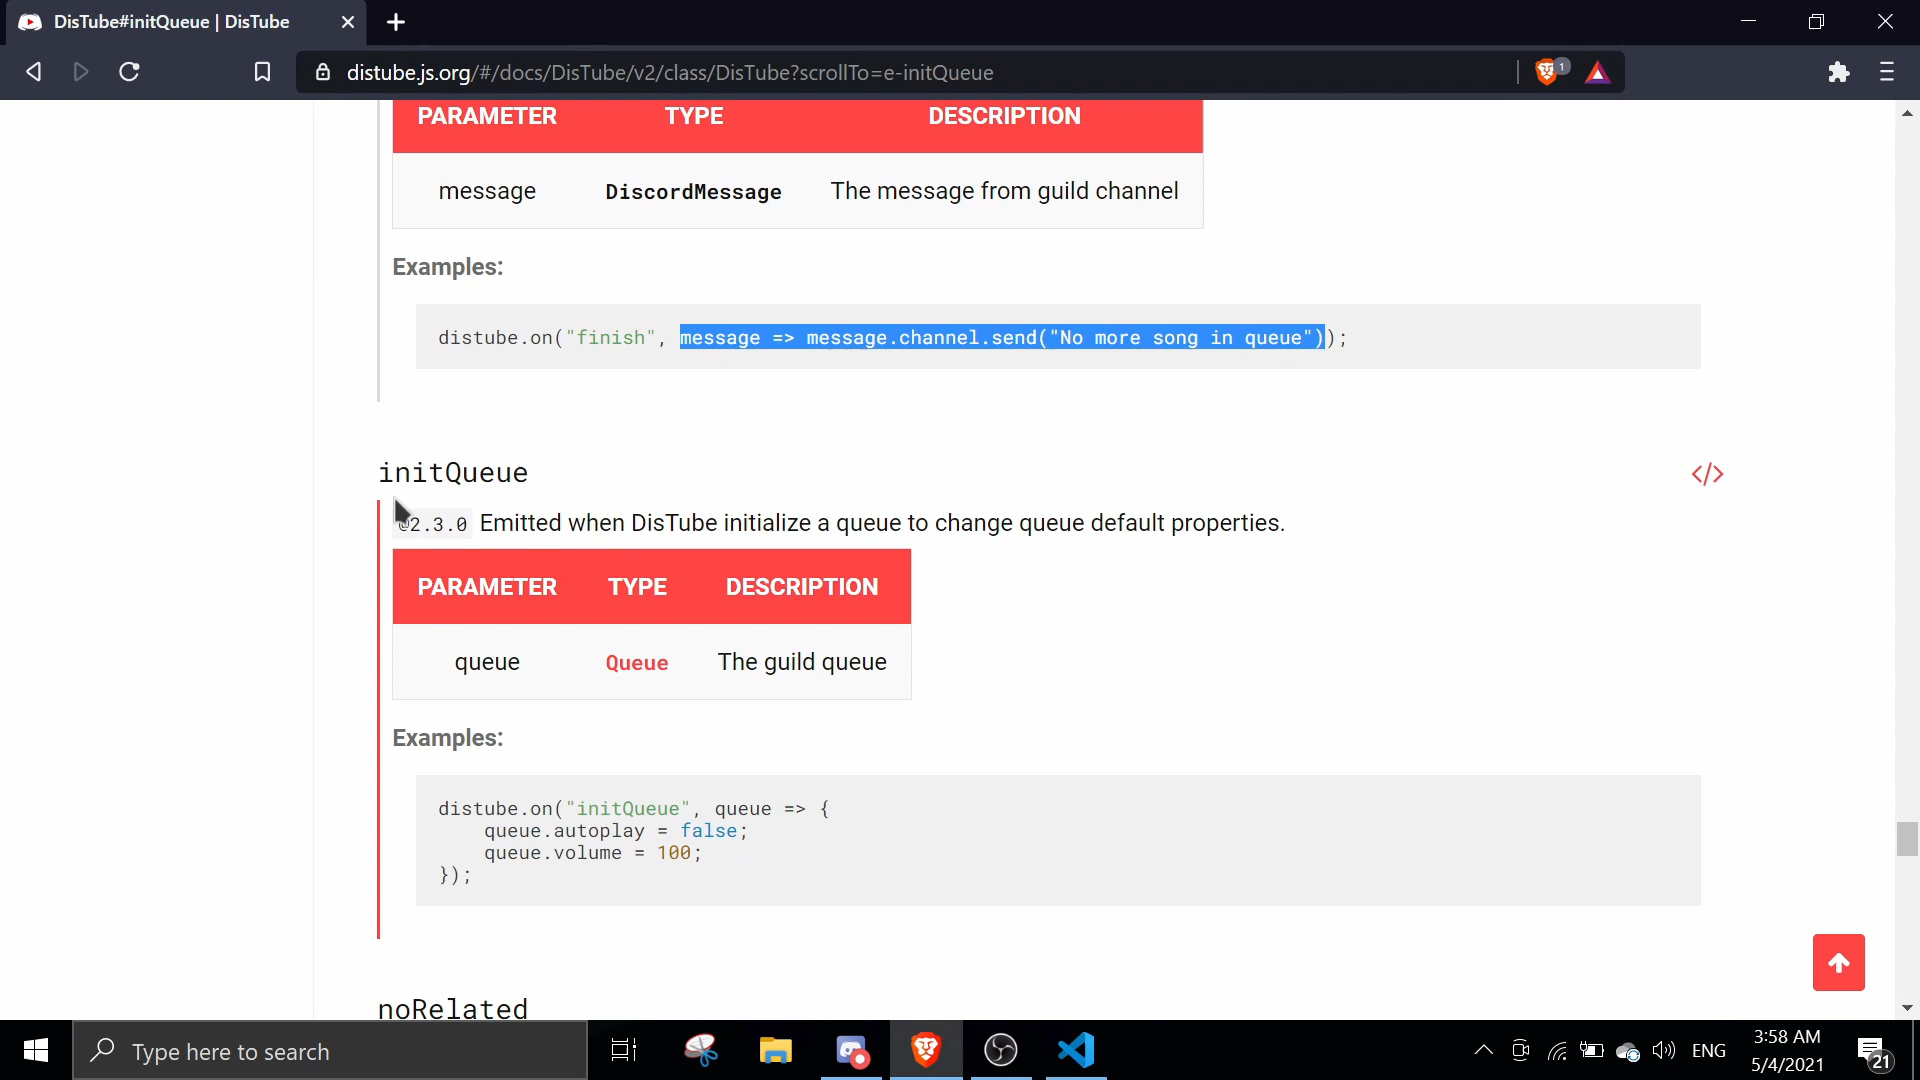 DisTube#initQueue | DisTube
distube.js.org/#/docs/DisTube/v2/class/DisTube?scrollTo=e-initQueue
1
PARAMETER TYPE DESCRIPTION
message DiscordMessage The message from guild channel
Examples:
distube.on("finish", message => message.channel.send("No more song in queue"));
initQueue
</>
@2.3.0 Emitted when DisTube initialize a queue to change queue default properties.
PARAMETER TYPE DESCRIPTION
queue Queue The guild queue
Examples:
distube.on("initQueue", queue => {
queue.autoplay = false;
queue.volume = 100;
});
noRelated
Type here to search
ENG
3:58 AM
5/4/2021
21